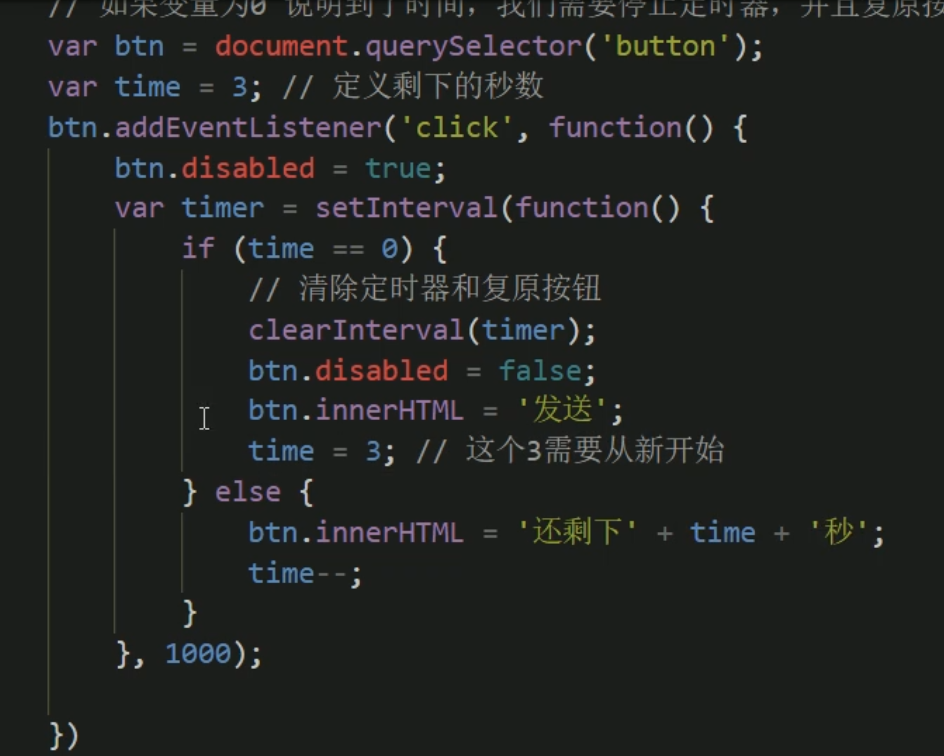 // 如果变量为0 说明到了时间，我们需要停止定时器，并且复原按
var btn = document.querySelector('button');
var time = 3; // 定义剩下的秒数
btn.addEventListener('click', function() {
btn.disabled = true;
var timer = setInterval(function() {
if (time == 0) {
// 清除定时器和复原按钮
clearInterval(timer);
btn.disabled = false;
btn.innerHTML = '发送';
time = 3; // 这个3需要从新开始
} else {
btn.innerHTML = '还剩下' + time + '秒';
time--;
}
}, 1000);
})